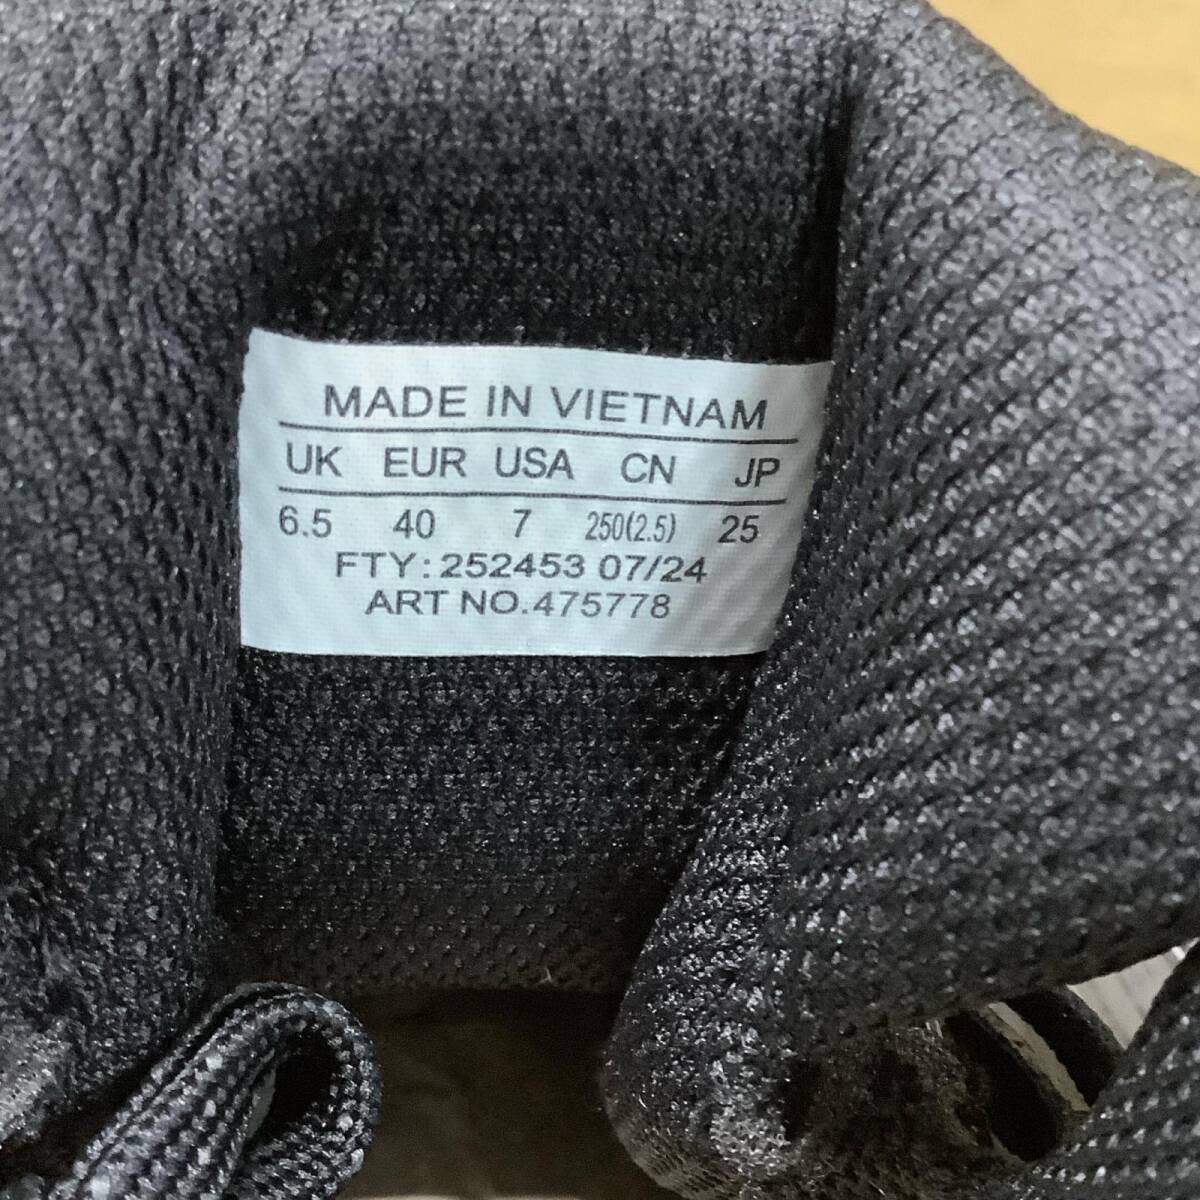 MADE IN VIETNAM
UK EUR USA CN JP
6.5 40 7 250(2.5) 25
FTY: 252453 07/24
ART NO.475778